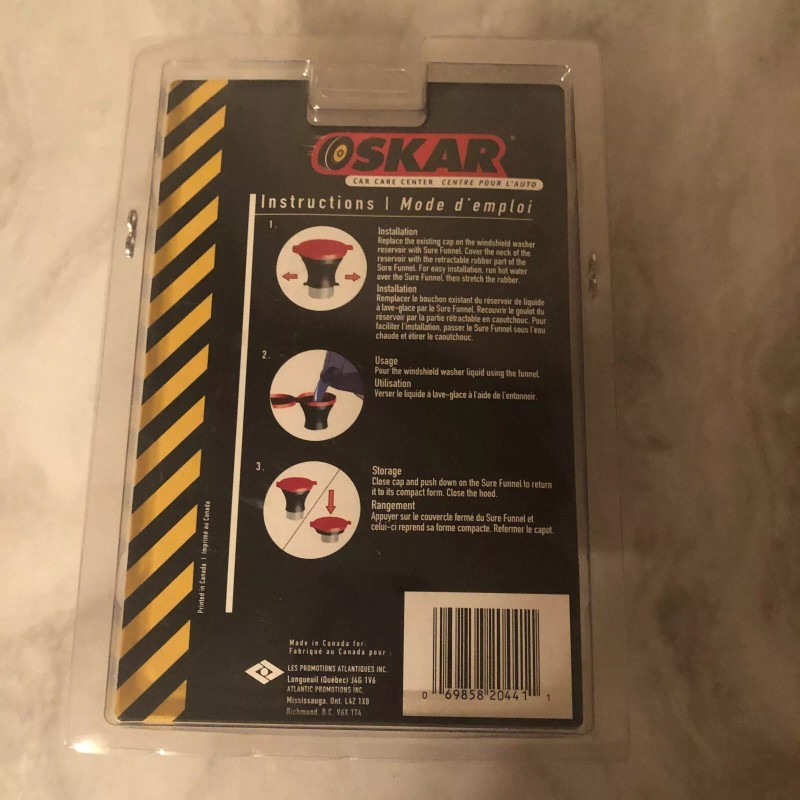 OSKAR
CAR CARE CENTER CENTRE POUR L'AUTO
Instructions | Mode d'emploi
1.
Installation
Replace the existing cap on the windshield washer
reservoir with Sure Funnel. Cover the neck of the
reservoir with the retractable rubber part of the
Sure Funnel. For easy installation, run hot water
over the Sure Funnel, then stretch the rubber.
Installation
Remplacer le bouchon existant du réservoir de liquide
à lave-glace par le Sure Funnel. Recouvrir le goulot du
réservoir par la partie rétractable en caoutchouc. Pour
faciliter l'installation, passer le Sure Funnel sous l'eau
chaude et étirer le caoutchouc.
2.
Usage
Pour the windshield washer liquid using the funnel.
Utilisation
Verser le liquide à lave-glace à l'aide de l'entonnoir.
3.
Storage
Close cap and push down on the Sure Funnel to return
it to its compact form. Close the hood.
Rangement
Appuyer sur le couvercle fermé du Sure Funnel et
celui-ci reprend sa forme compacte. Refermer le capot.
Printed in Canada | Imprimé au Canada
Made in Canada for:
Fabriqué au Canada pour:
LES PROMOTIONS ATLANTIQUES INC.
Longueuil (Québec) J4G 1V6
ATLANTIC PROMOTIONS INC.
Mississauga, Ont. L4Z 1X8
Richmond, B.C. V6X 1T4
0 69858 20441 1